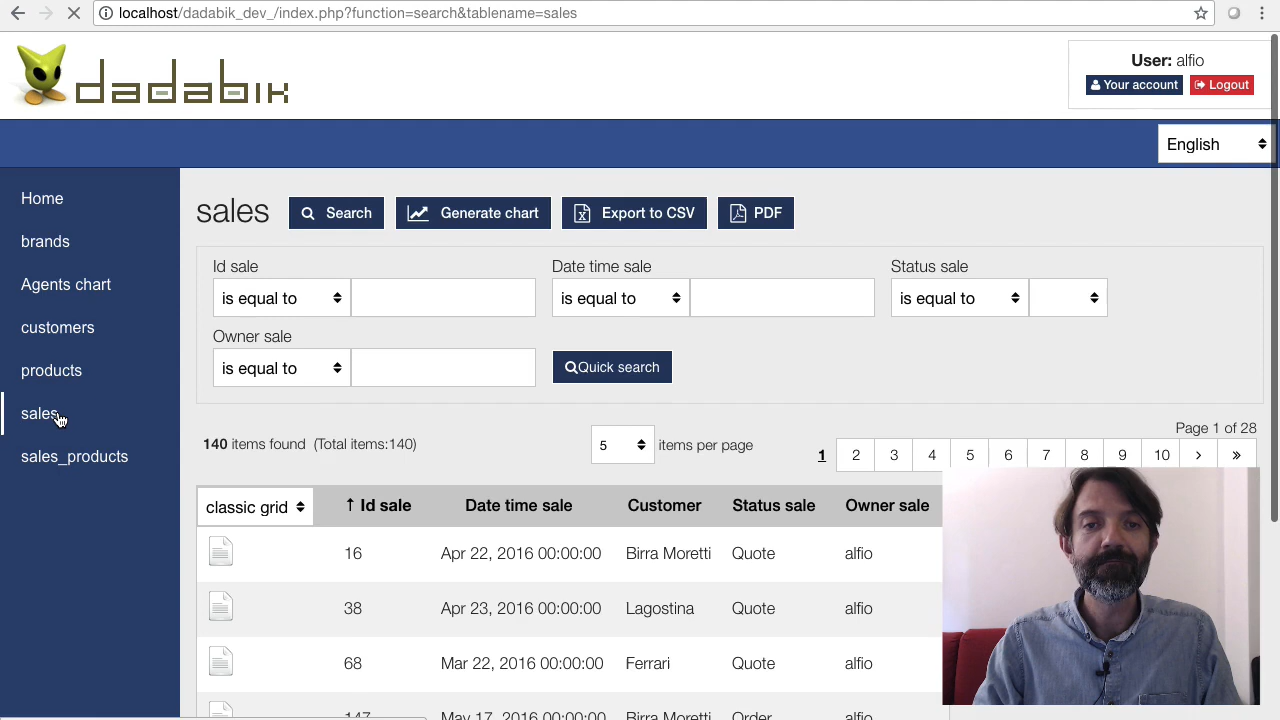 localhost/dadabik_dev_/index.php?function=search&tablename=sales
dadabik
User: alfio
Your account Logout
English
Home
brands
Agents chart
customers
products
sales
sales_products
sales Search Generate chart Export to CSV PDF
Id sale Date time sale Status sale
is equal to is equal to is equal to
Owner sale
is equal to Quick search
Page 1 of 28
140 items found (Total items:140) 5 items per page 1 2 3 4 5 6 7 8 9 10 › »
classic grid ↑ Id sale Date time sale Customer Status sale Owner sale
16 Apr 22, 2016 00:00:00 Birra Moretti Quote alfio
38 Apr 23, 2016 00:00:00 Lagostina Quote alfio
68 Mar 22, 2016 00:00:00 Ferrari Quote alfio
147 May 17, 2016 00:00:00 Birra Moretti Order alfio